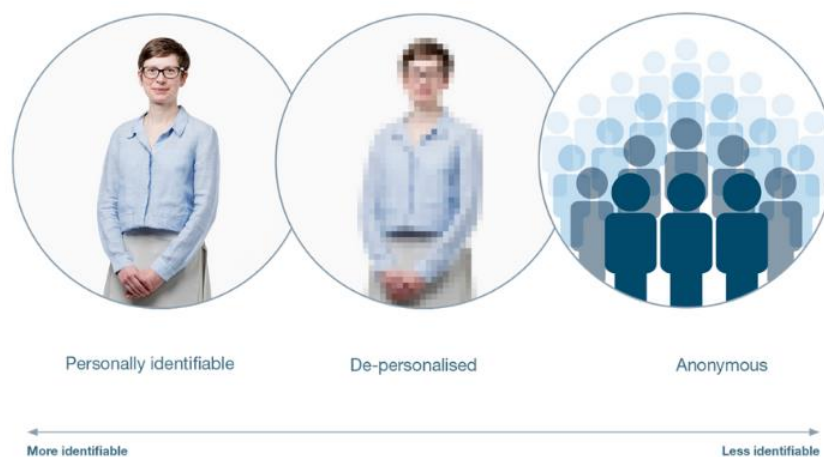 Personally identifiable
De-personalised
Anonymous
More identifiable
Less identifiable